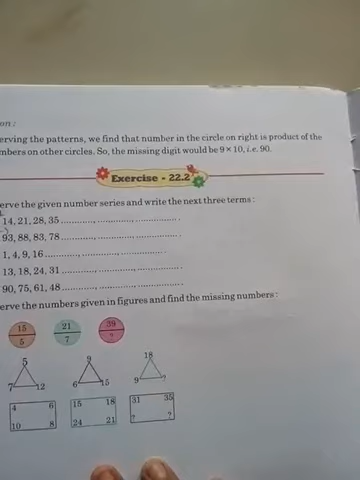 on :
erving the patterns, we find that number in the circle on right is product of the
mbers on other circles. So, the missing digit would be 9 × 10, i.e. 90.
Exercise - 22.2
erve the given number series and write the next three terms :
14, 21, 28, 35 ............, ............, ............ .
93, 88, 83, 78 ............, ............, ............ .
1, 4, 9, 16 ............, ............, ............ .
13, 18, 24, 31 ............, ............, ............ .
90, 75, 61, 48 ............, ............, ............ .
erve the numbers given in figures and find the missing numbers :
15 21 39
5 7 ?
5 9 18
7 12 6 15 9 ?
4 6 15 18 31 35
10 8 24 21 ? ?